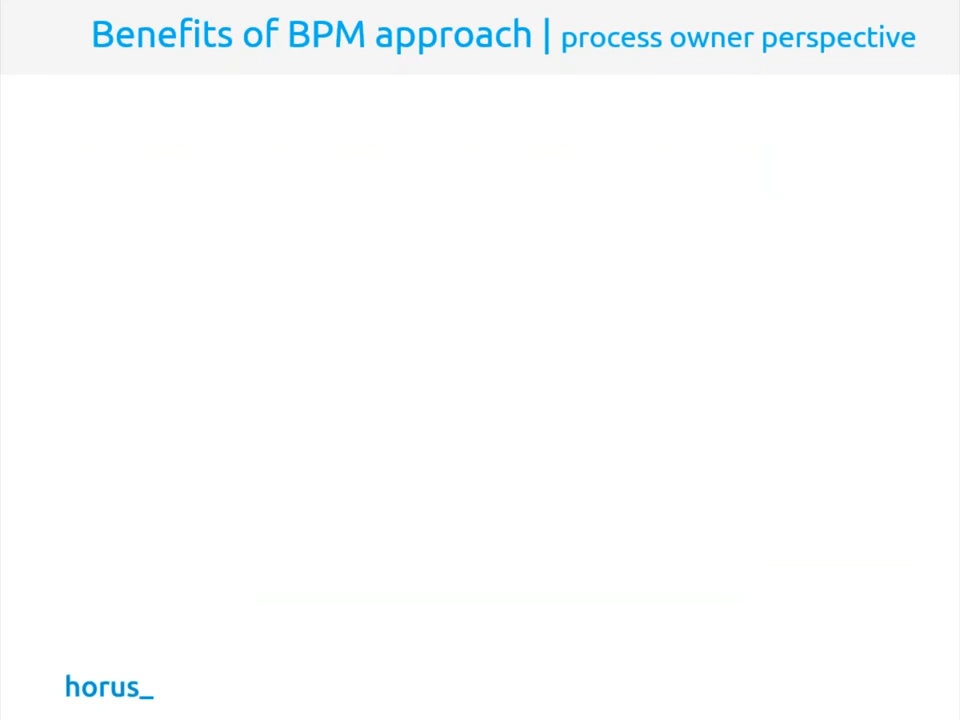 Benefits of BPM approach | process owner perspective
horus_